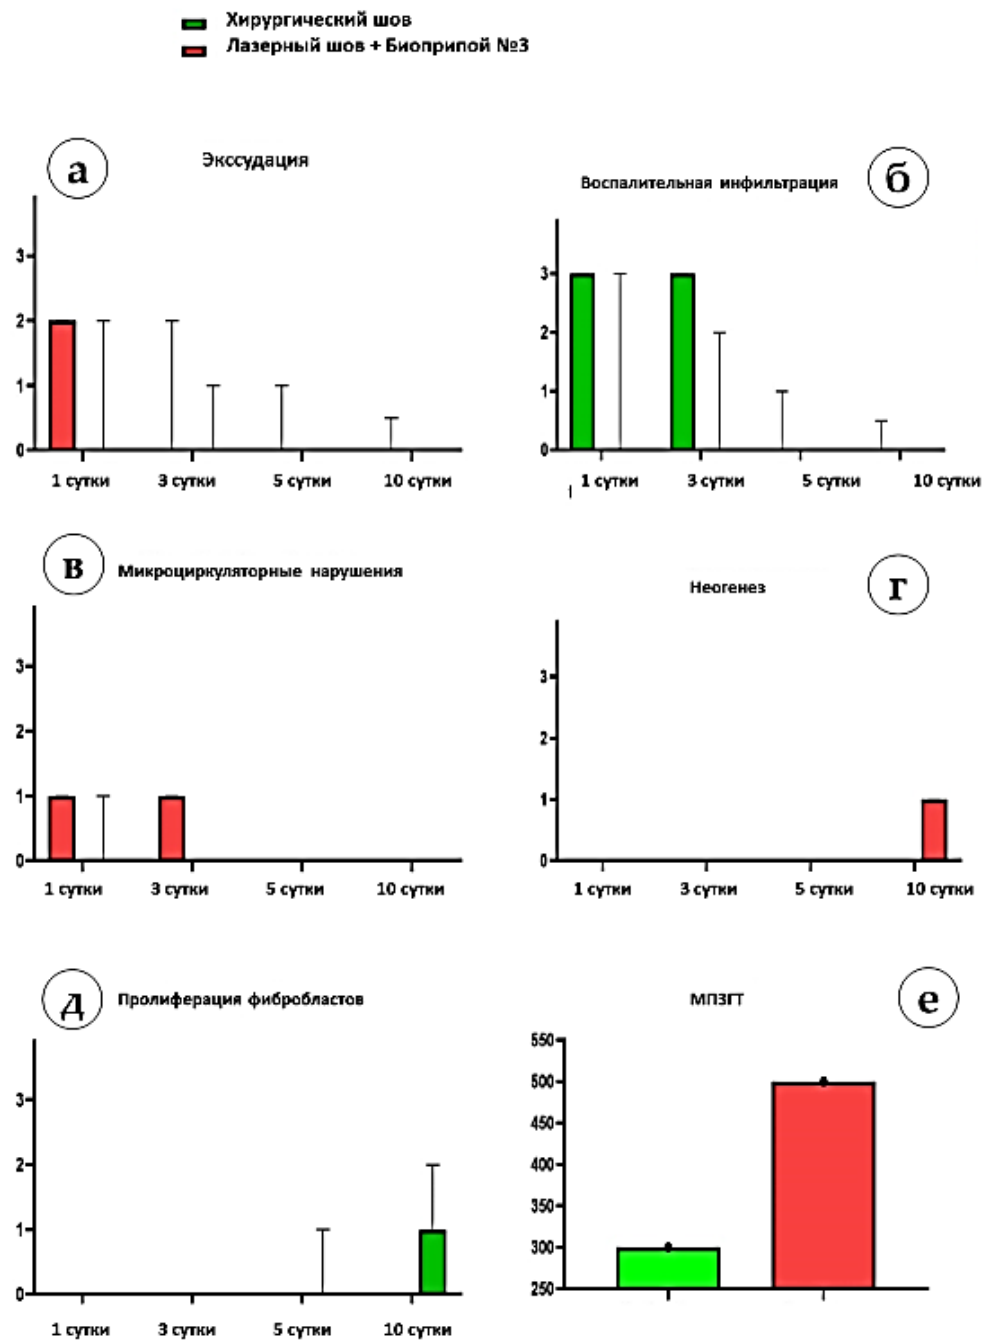 Хирургический шов
Лазерный шов + Биоприпой №3
а
Экссудация
3
2
1
0
1 сутки 3 сутки 5 сутки 10 сутки
Воспалительная инфильтрация
б
3
2
1
0
1 сутки 3 сутки 5 сутки 10 сутки
в
Микроциркуляторные нарушения
3
2
1
0
1 сутки 3 сутки 5 сутки 10 сутки
Неогенез
г
3
2
1
0
1 сутки 3 сутки 5 сутки 10 сутки
д
Пролиферация фибробластов
3
2
1
0
1 сутки 3 сутки 5 сутки 10 сутки
МПЗГТ
е
550
500
450
400
350
300
250